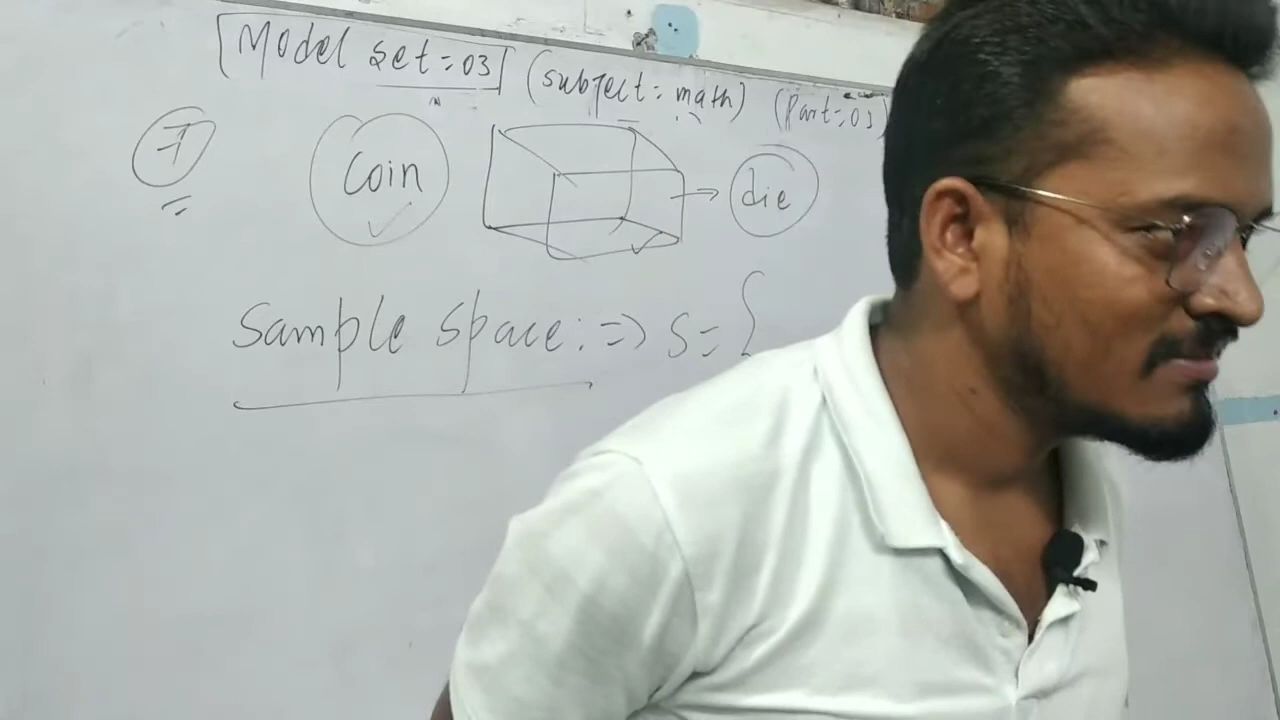 [Model set=03] (subject: math) (Part=03)
7 coin → die
Sample space: => S= {